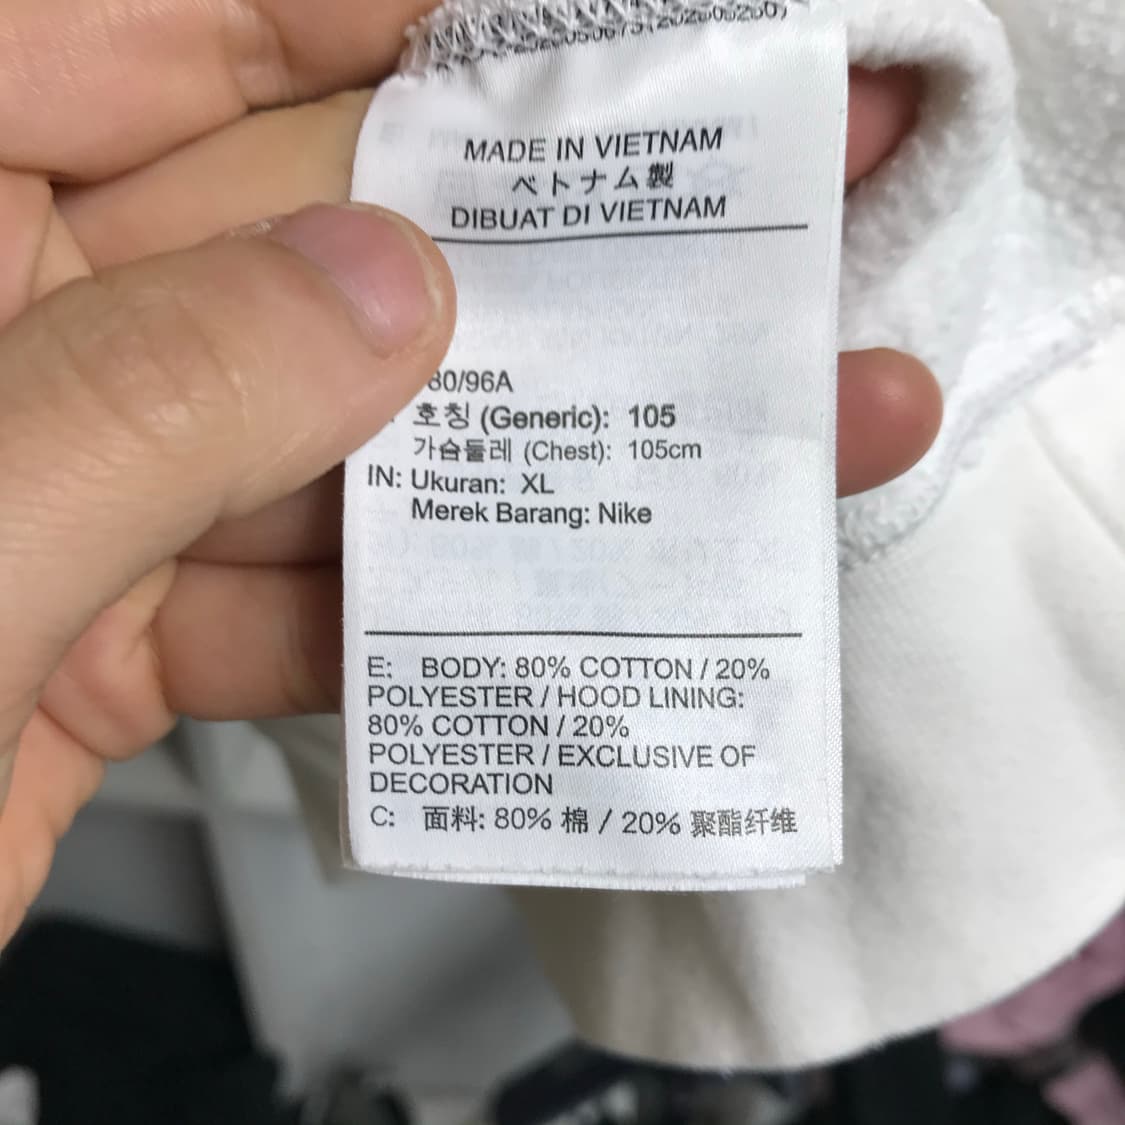 MADE IN VIETNAM
ベトナム製
DIBUAT DI VIETNAM
80/96A
호칭 (Generic): 105
가슴둘레 (Chest): 105cm
IN: Ukuran: XL
Merek Barang: Nike
E: BODY: 80% COTTON / 20%
POLYESTER / HOOD LINING:
80% COTTON / 20%
POLYESTER / EXCLUSIVE OF
DECORATION
C: 面料: 80% 棉 / 20% 聚酯纤维